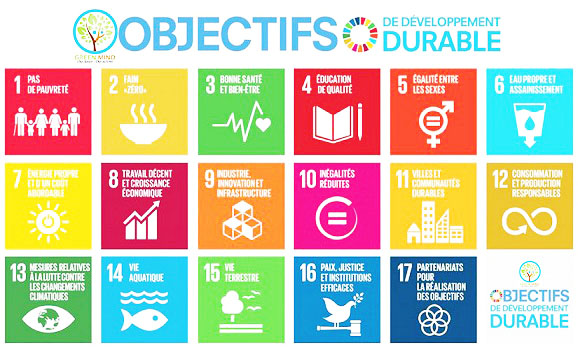 GREEN MIND
OBJECTIFS
DE DÉVELOPPEMENT
DURABLE
1 PAS
DE PAUVRETÉ
2 FAIM
«ZÉRO»
3 BONNE SANTÉ
ET BIEN-ÊTRE
4 ÉDUCATION
DE QUALITÉ
5 ÉGALITÉ ENTRE
LES SEXES
6 EAU PROPRE ET
ASSAINISSEMENT
7 ÉNERGIE PROPRE
ET D'UN COÛT
ABORDABLE
8 TRAVAIL DÉCENT
ET CROISSANCE
ÉCONOMIQUE
9 INDUSTRIE,
INNOVATION ET
INFRASTRUCTURE
10 INÉGALITÉS
RÉDUITES
11 VILLES ET
COMMUNAUTÉS
DURABLES
12 CONSOMMATION
ET PRODUCTION
RESPONSABLES
13 MESURES RELATIVES
À LA LUTTE CONTRE
LES CHANGEMENTS
CLIMATIQUES
14 VIE
AQUATIQUE
15 VIE
TERRESTRE
16 PAIX, JUSTICE
ET INSTITUTIONS
EFFICACES
17 PARTENARIATS
POUR LA
RÉALISATION
DES OBJECTIFS
OBJECTIFS
DE DÉVELOPPEMENT
DURABLE